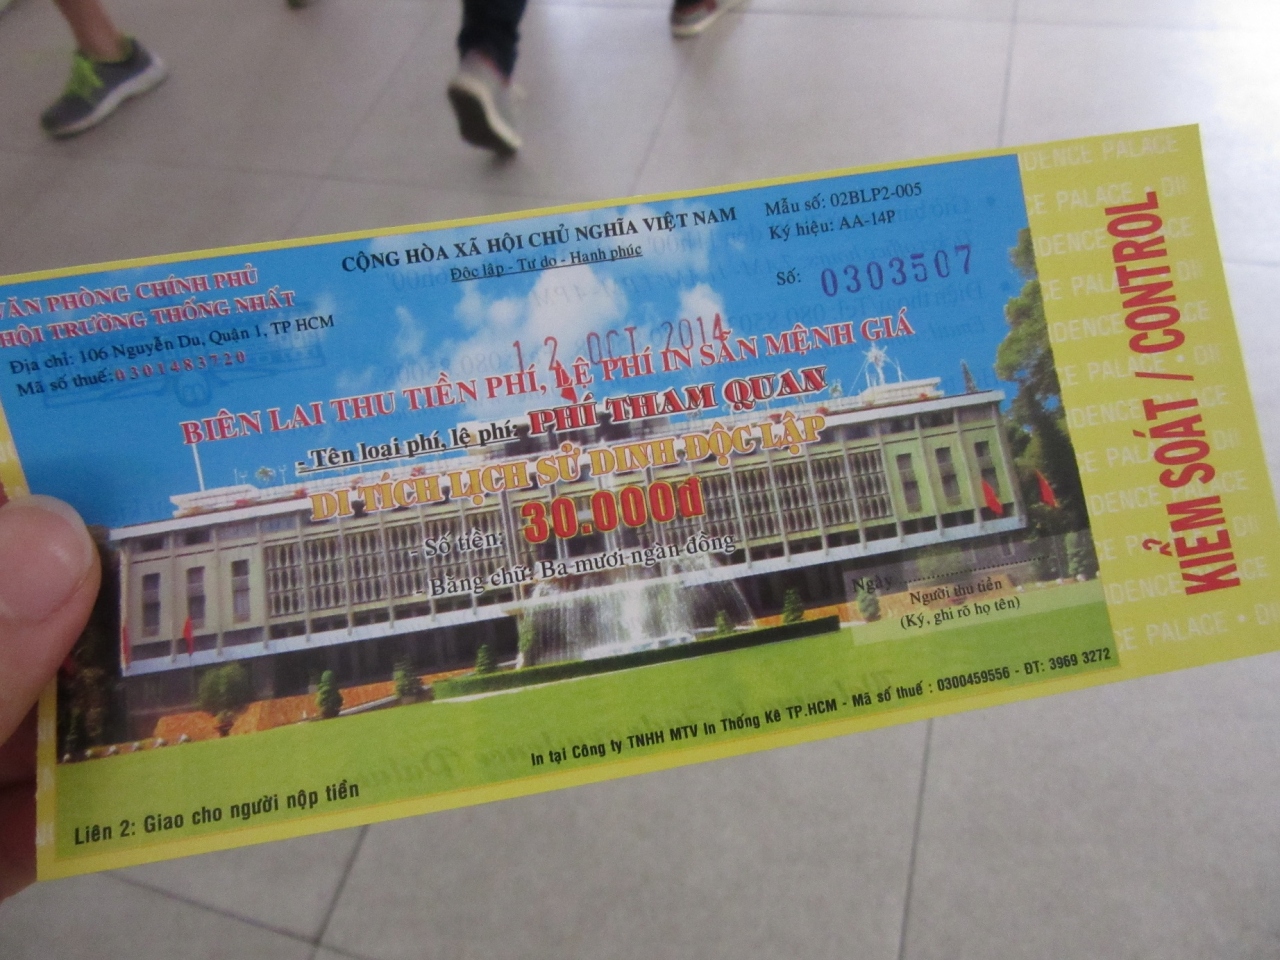 VĂN PHÒNG CHÍNH PHỦ
HỘI TRƯỜNG THỐNG NHẤT
Địa chỉ: 106 Nguyễn Du, Quận 1, TP HCM
Mã số thuế: 0301483720
CỘNG HÒA XÃ HỘI CHỦ NGHĨA VIỆT NAM
Độc lập - Tự do - Hạnh phúc
Mẫu số: 02BLP2-005
Ký hiệu: AA-14P
Số: 0303507
12 OCT 2014
BIÊN LAI THU TIỀN PHÍ, LỆ PHÍ IN SẴN MỆNH GIÁ
- Tên loại phí, lệ phí: PHÍ THAM QUAN
DI TÍCH LỊCH SỬ DINH ĐỘC LẬP
- Số tiền: 30.000đ
- Bằng chữ: Ba mươi ngàn đồng
Ngày ....................
Người thu tiền
(Ký, ghi rõ họ tên)
In tại Công ty TNHH MTV In Thống Kê TP.HCM - Mã số thuế : 0300459556 - ĐT: 3969 3272
Liên 2: Giao cho người nộp tiền
KIỂM SOÁT / CONTROL
DENCE PALACE
CE PALACE • DII